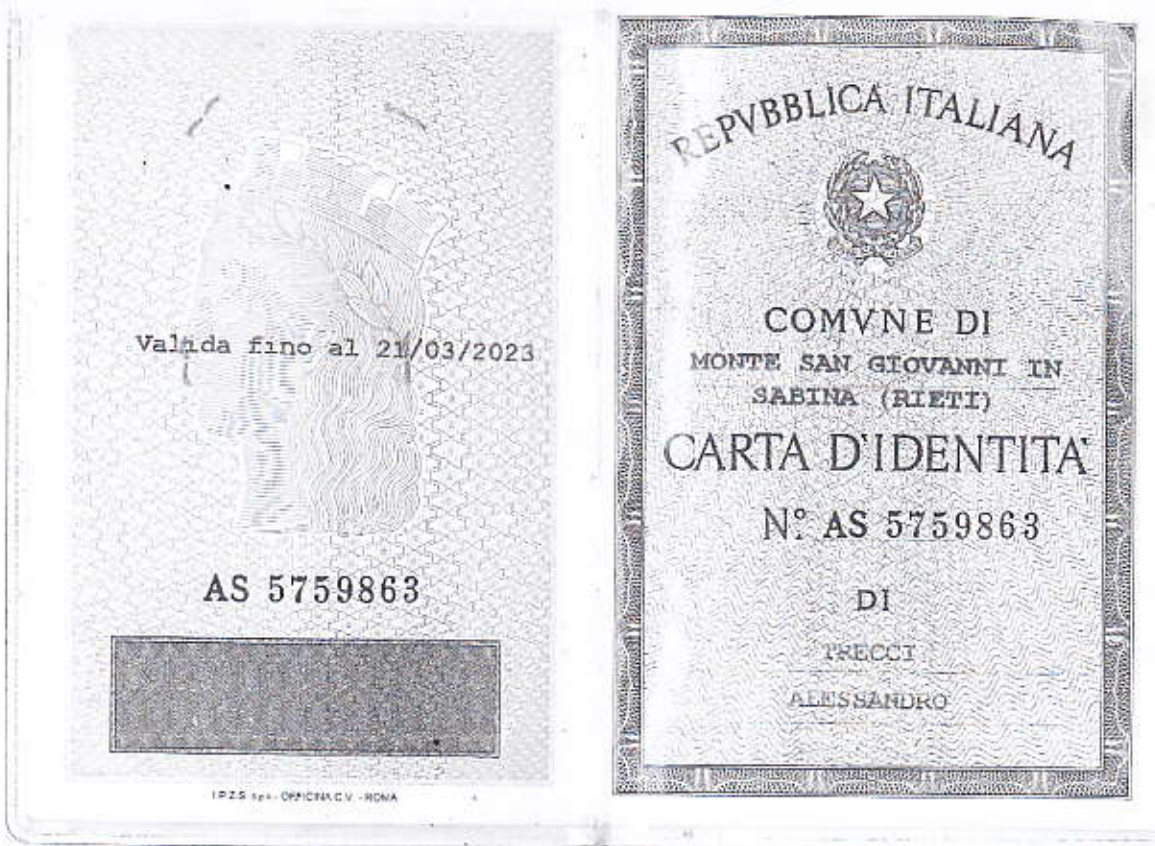 Valida fino al 21/03/2023
AS 5759863
I.P.Z.S. s.p.a. - OFFICINA C.V. - ROMA
REPVBBLICA ITALIANA
COMVNE DI
MONTE SAN GIOVANNI IN
SABINA (RIETI)
CARTA D'IDENTITA'
N° AS 5759863
DI
TRECCI
ALESSANDRO